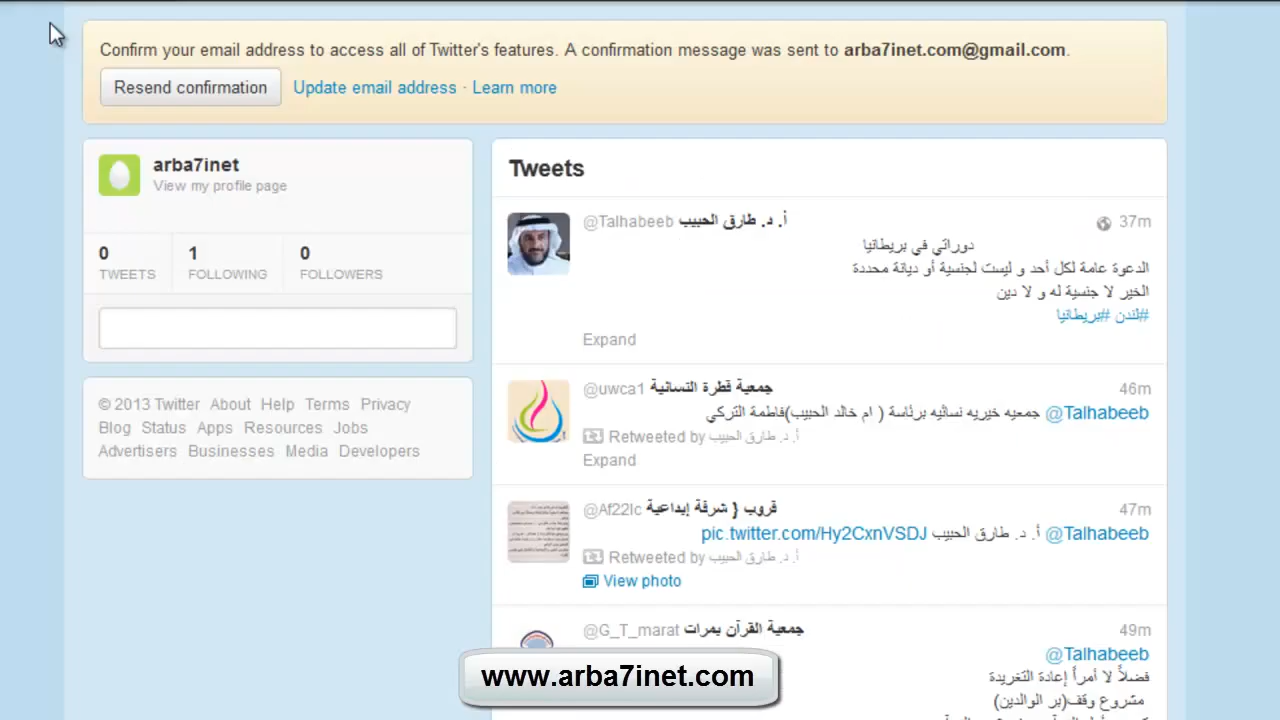 Confirm your email address to access all of Twitter's features. A confirmation message was sent to arba7inet.com@gmail.com.
Resend confirmation Update email address · Learn more
arba7inet
View my profile page
0 1 0
TWEETS FOLLOWING FOLLOWERS
© 2013 Twitter About Help Terms Privacy
Blog Status Apps Resources Jobs
Advertisers Businesses Media Developers
Tweets
@Talhabeeb أ. د. طارق الحبيب 37m
دوراتي في بريطانيا
الدعوة عامة لكل أحد و ليست لجنسية أو ديانة محددة
الخير لا جنسية له و لا دين
#لندن #بريطانيا
Expand
@uwca1 جمعية قطرة النسائية 46m
@Talhabeeb جمعيه خيريه نسائيه برئاسة ( ام خالد الحبيب)فاطمة التركي
Retweeted by أ. د. طارق الحبيب
Expand
@Af22lc قروب { شرفة إبداعية 47m
@Talhabeeb أ. د. طارق الحبيب pic.twitter.com/Hy2CxnVSDJ
Retweeted by أ. د. طارق الحبيب
View photo
@G_T_marat جمعية القرآن بمرات 49m
@Talhabeeb
فضلاً لا أمراً إعادة التغريدة
مشروع وقف(بر الوالدين)
www.arba7inet.com